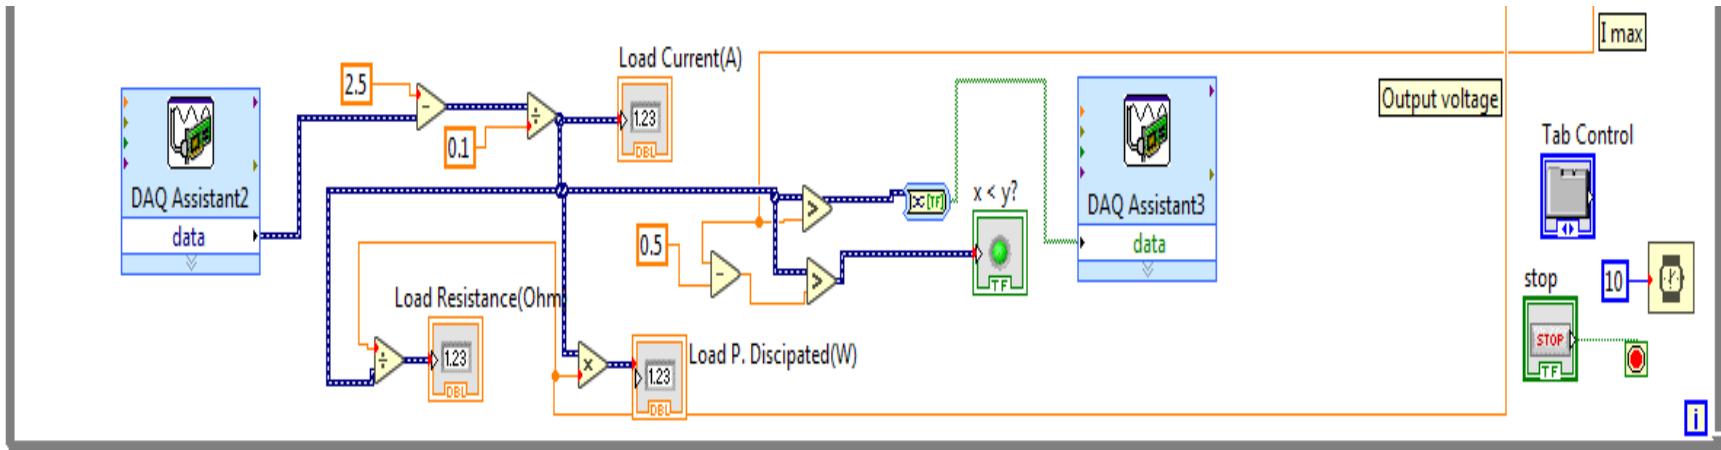 I max
Load Current(A)
2.5
-
÷
1.23
DBL
0.1
Output voltage
Tab Control
DAQ Assistant2
data
DAQ Assistant3
data
x < y?
>
[TF]
TF
0.5
-
>
stop
10
STOP
TF
Load Resistance(Ohm
÷
1.23
DBL
x
1.23
DBL
Load P. Discipated(W)
i